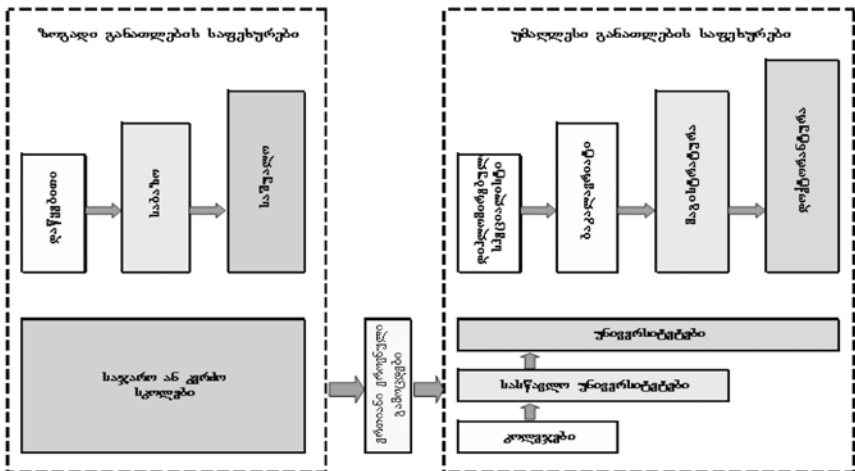 ზოგადი განათლების საფეხურები
დაწყებითი
საბაზო
საშუალო
საჯარო ან კერძო
სკოლები
ერთიანი ეროვნული
გამოცდები
უმაღლესი განათლების საფეხურები
დიპლომირებული
სპეციალისტი
ბაკალავრიატი
მაგისტრატურა
დოქტორანტურა
უნივერსიტეტები
სასწავლო უნივერსიტეტები
კოლეჯები